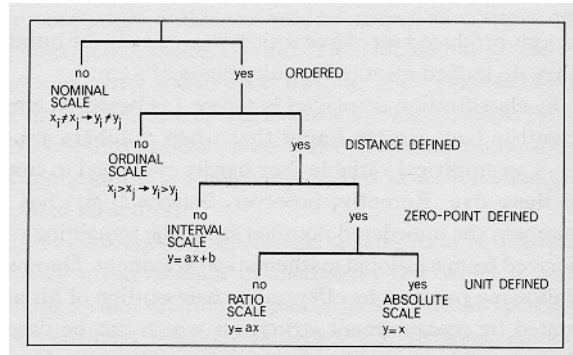 no yes ORDERED
NOMINAL
SCALE
xᵢ≠xⱼ→yᵢ≠yⱼ
no yes DISTANCE DEFINED
ORDINAL
SCALE
xᵢ>xⱼ→yᵢ>yⱼ
no yes ZERO-POINT DEFINED
INTERVAL
SCALE
y=ax+b
no yes UNIT DEFINED
RATIO ABSOLUTE
SCALE SCALE
y=ax y=x